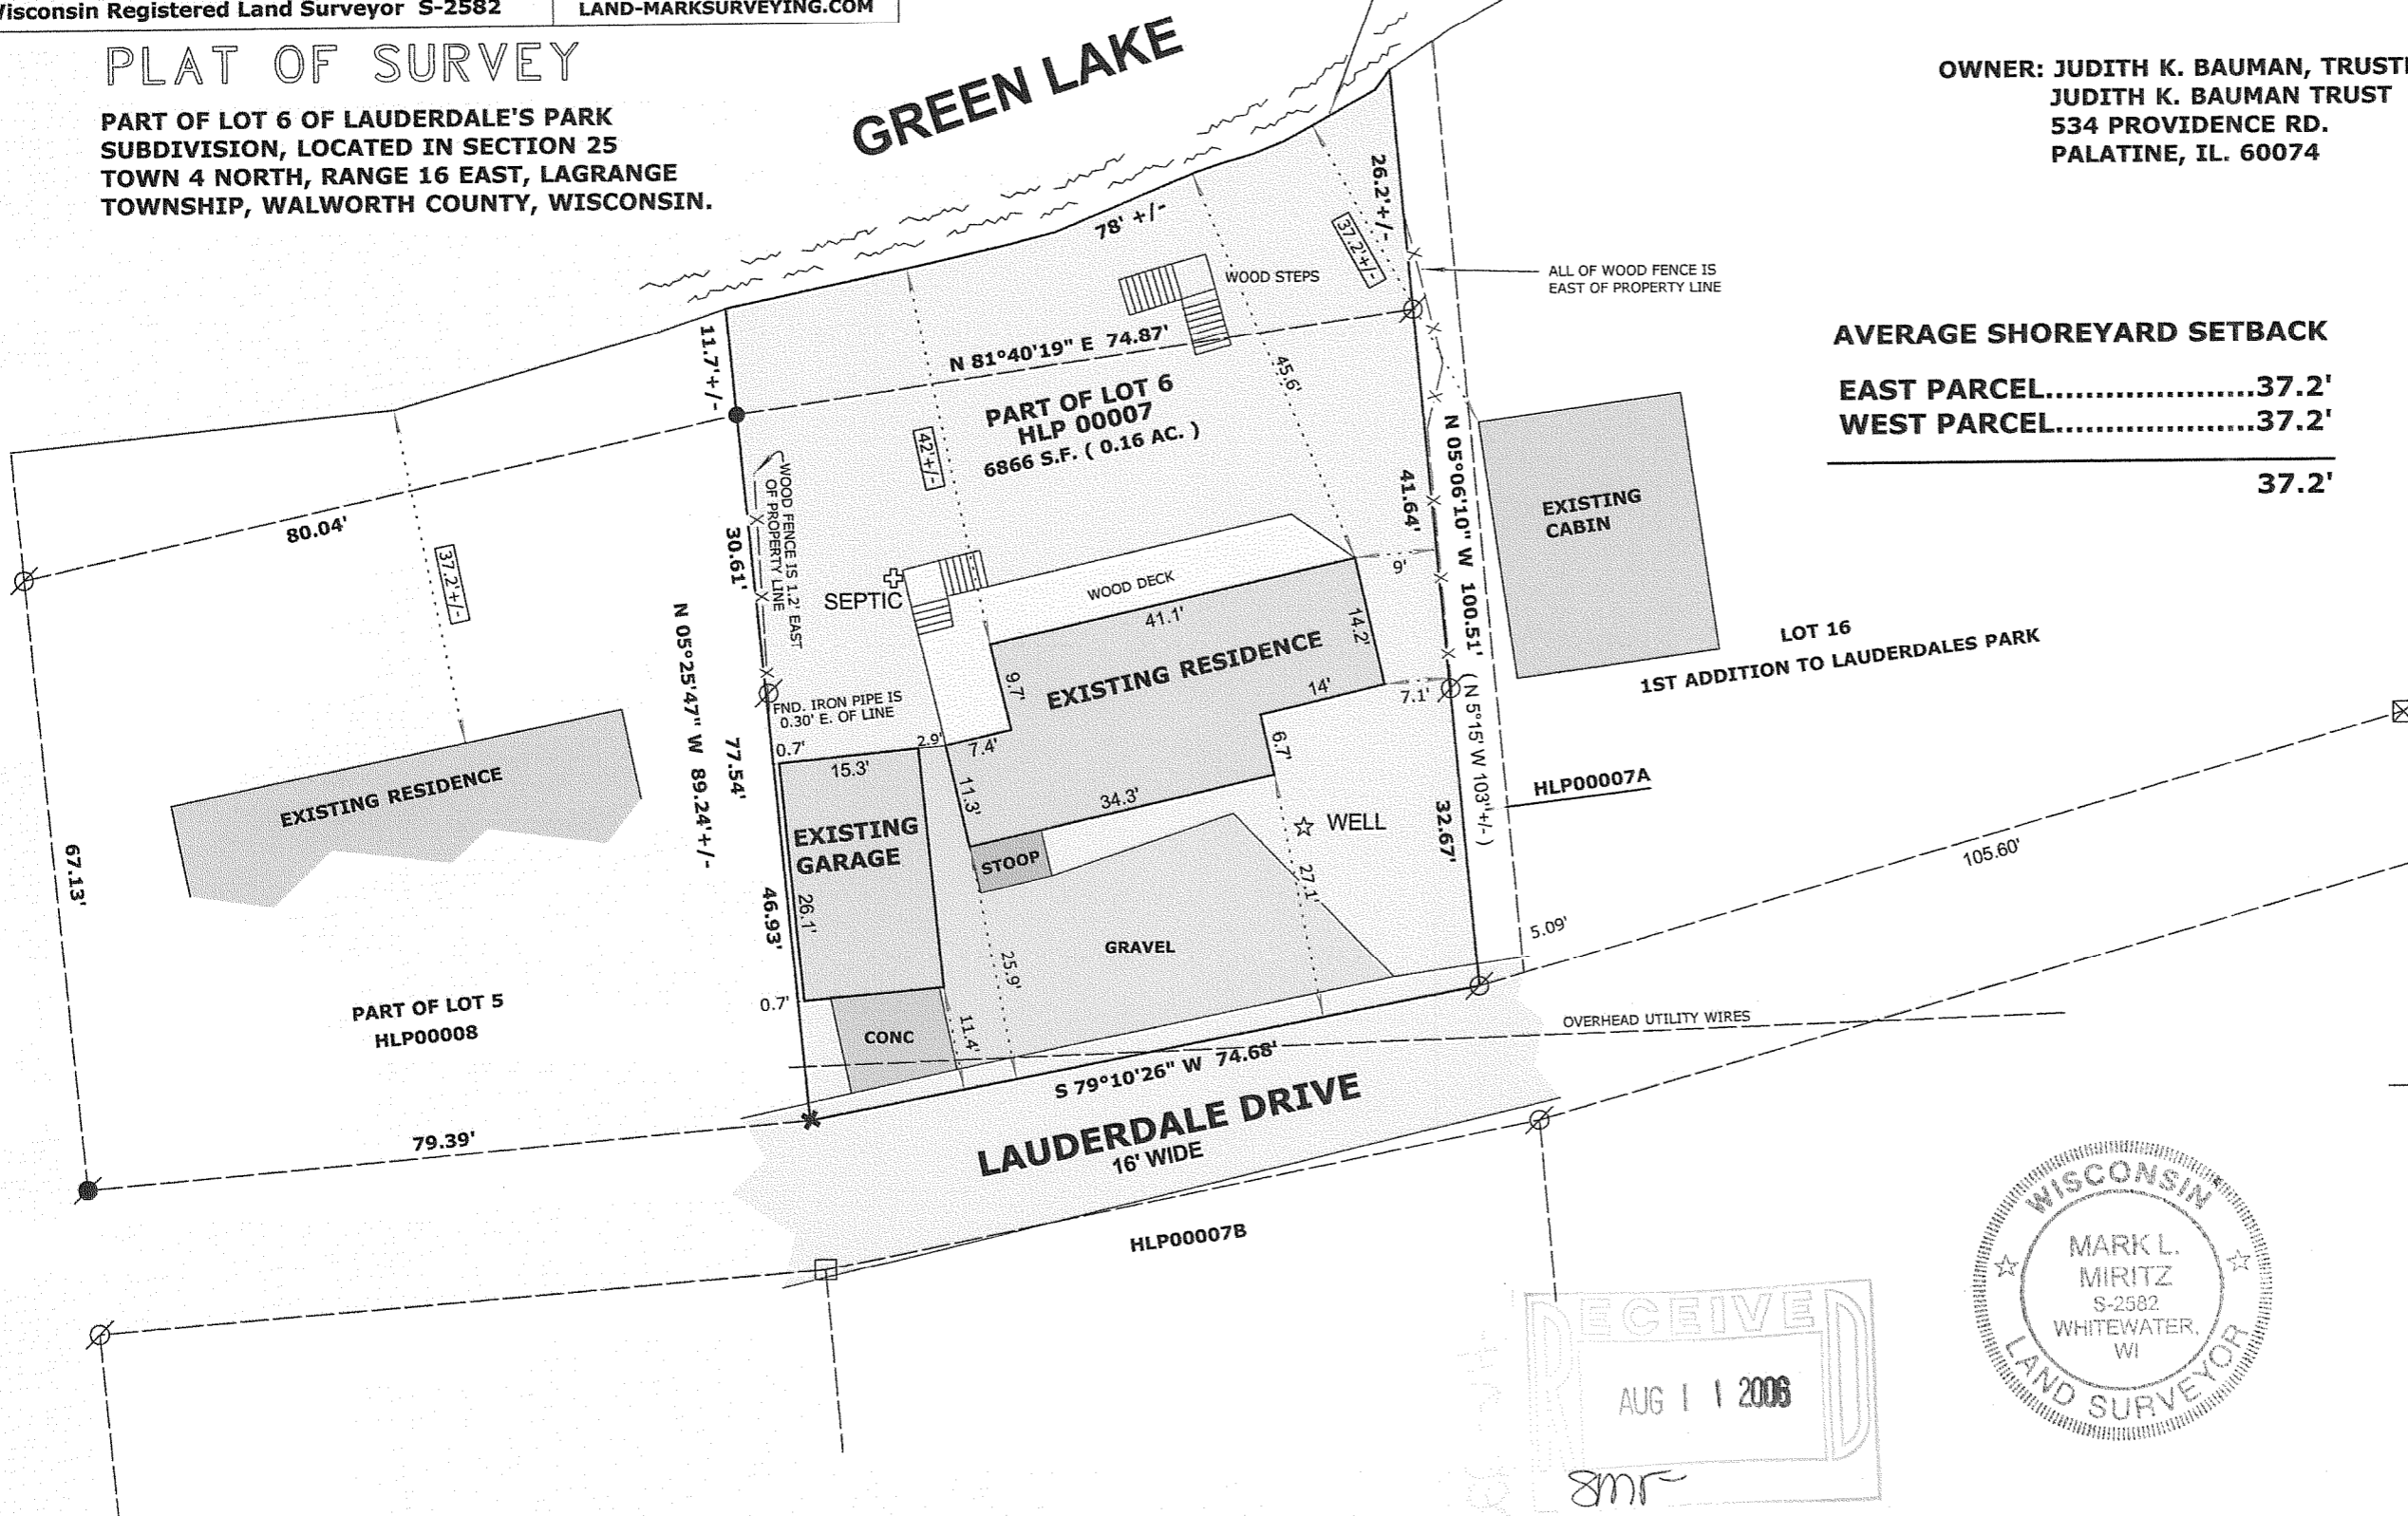 Wisconsin Registered Land Surveyor S-2582
LAND-MARKSURVEYING.COM
PLAT OF SURVEY
PART OF LOT 6 OF LAUDERDALE'S PARK
SUBDIVISION, LOCATED IN SECTION 25
TOWN 4 NORTH, RANGE 16 EAST, LAGRANGE
TOWNSHIP, WALWORTH COUNTY, WISCONSIN.
GREEN LAKE
OWNER: JUDITH K. BAUMAN,
JUDITH K. BAUMAN TRUST
534 PROVIDENCE RD.
PALATINE, IL. 60074
AVERAGE SHOREYARD SETBACK
EAST PARCEL.....................37.2'
WEST PARCEL....................37.2'
37.2'
78' +/-
26.2'+/-
37.2'+/-
WOOD STEPS
ALL OF WOOD FENCE IS
EAST OF PROPERTY LINE
11.7'+/-
N 81°40'19" E 74.87'
45.6'
PART OF LOT 6
HLP 00007
6866 S.F. ( 0.16 AC. )
42'+/-
80.04'
37.2'+/-
WOOD FENCE IS 1.2' EAST
OF PROPERTY LINE
30.61'
N 05°25'47" W 89.24'+/-
77.54'
46.93'
SEPTIC
WOOD DECK
41.1'
9'
41.64'
N 05°06'10" W 100.51'
( N 5°15' W 103'+/- )
EXISTING
CABIN
LOT 16
1ST ADDITION TO LAUDERDALES PARK
EXISTING RESIDENCE
14.2'
9.7'
14'
7.1'
FND. IRON PIPE IS
0.30' E. OF LINE
0.7'
2.9'
7.4'
15.3'
11.3'
6.7'
34.3'
EXISTING RESIDENCE
67.13'
EXISTING
GARAGE
26.1'
STOOP
WELL
32.67'
HLP00007A
105.60'
27.1'
5.09'
GRAVEL
25.9'
0.7'
CONC
11.4'
PART OF LOT 5
HLP00008
OVERHEAD UTILITY WIRES
S 79°10'26" W 74.68'
LAUDERDALE DRIVE
16' WIDE
79.39'
HLP00007B
RECEIVED
AUG 11 2006
WISCONSIN
MARK L.
MIRITZ
S-2582
WHITEWATER,
WI
LAND SURVEYOR